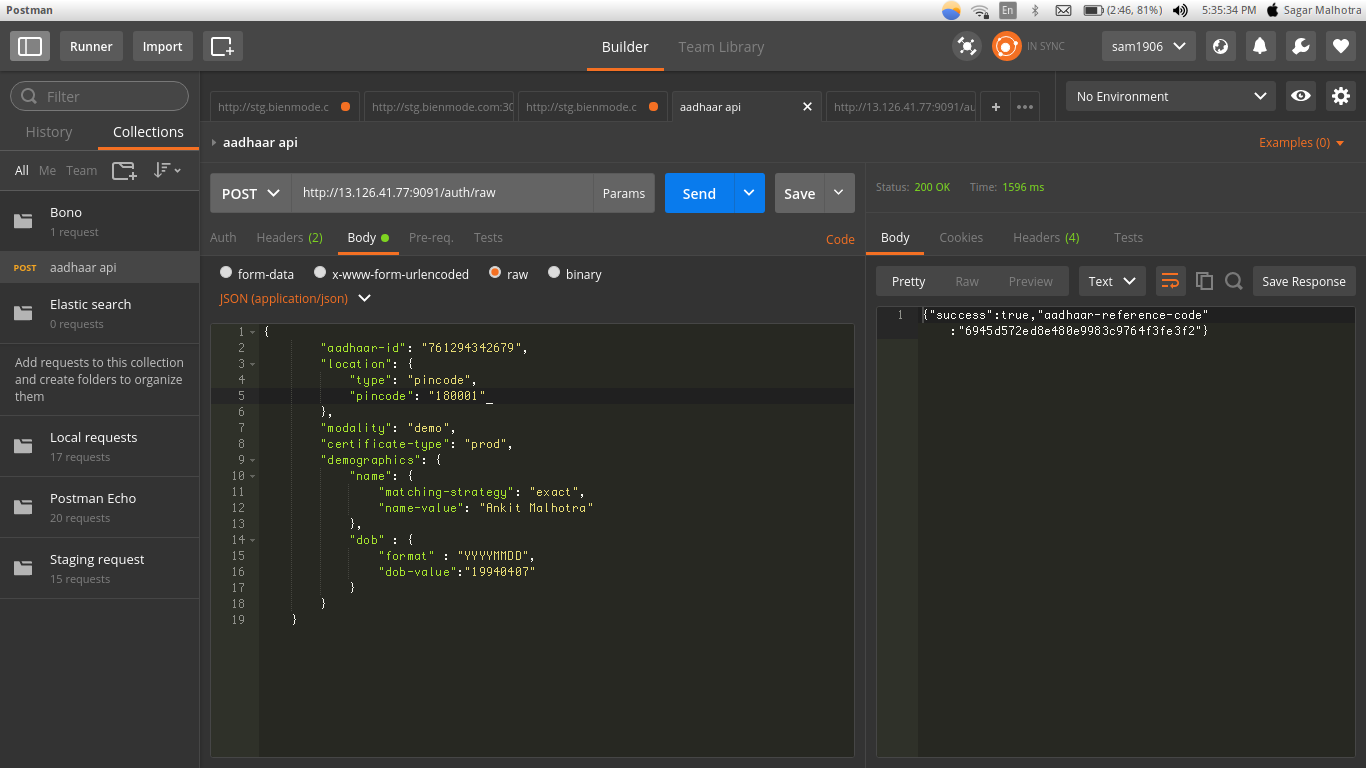 Postman
En
(2:46, 81%)
5:35:34 PM
Sagar Malhotra
Runner
Import
Builder
Team Library
IN SYNC
sam1906
Filter
History
Collections
All
Me
Team
Bono
1 request
POST
aadhaar api
Elastic search
0 requests
Add requests to this collection
and create folders to organize
them
Local requests
17 requests
Postman Echo
20 requests
Staging request
15 requests
http://stg.bienmode.c
http://stg.bienmode.com:30
http://stg.bienmode.c
aadhaar api
http://13.126.41.77:9091/au
No Environment
aadhaar api
Examples (0)
POST
http://13.126.41.77:9091/auth/raw
Params
Send
Save
Auth
Headers (2)
Body
Pre-req.
Tests
Code
form-data
x-www-form-urlencoded
raw
binary
JSON (application/json)
1 {
2 "aadhaar-id": "761294342679",
3 "location": {
4 "type": "pincode",
5 "pincode": "180001"_
6 },
7 "modality": "demo",
8 "certificate-type": "prod",
9 "demographics": {
10 "name": {
11 "matching-strategy": "exact",
12 "name-value": "Ankit Malhotra"
13 },
14 "dob" : {
15 "format" : "YYYYMMDD",
16 "dob-value":"19940407"
17 }
18 }
19 }
Status: 200 OK
Time: 1596 ms
Body
Cookies
Headers (4)
Tests
Pretty
Raw
Preview
Text
Save Response
1 {"success":true,"aadhaar-reference-code"
:"6945d572ed8e480e9983c9764f3fe3f2"}